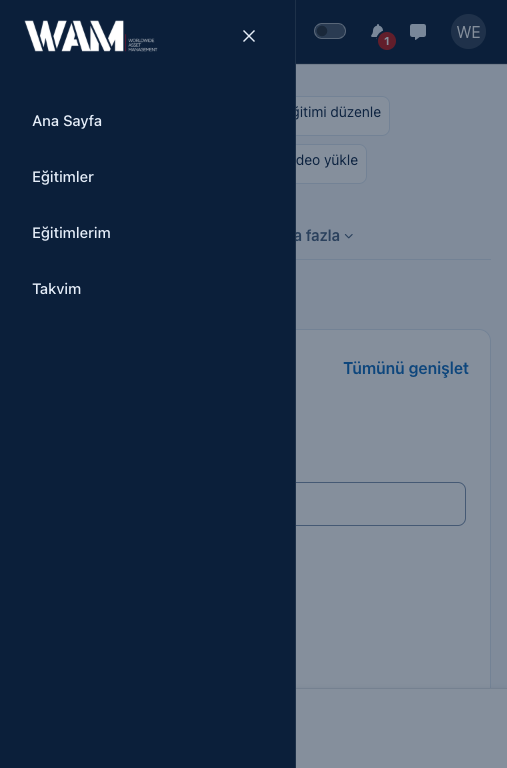 WAM
WORLDWIDE
ASSET
MANAGEMENT
1
WE
Ana Sayfa
Eğitimler
Eğitimlerim
Takvim
ğitimi düzenle
deo yükle
a fazla
Tümünü genişlet